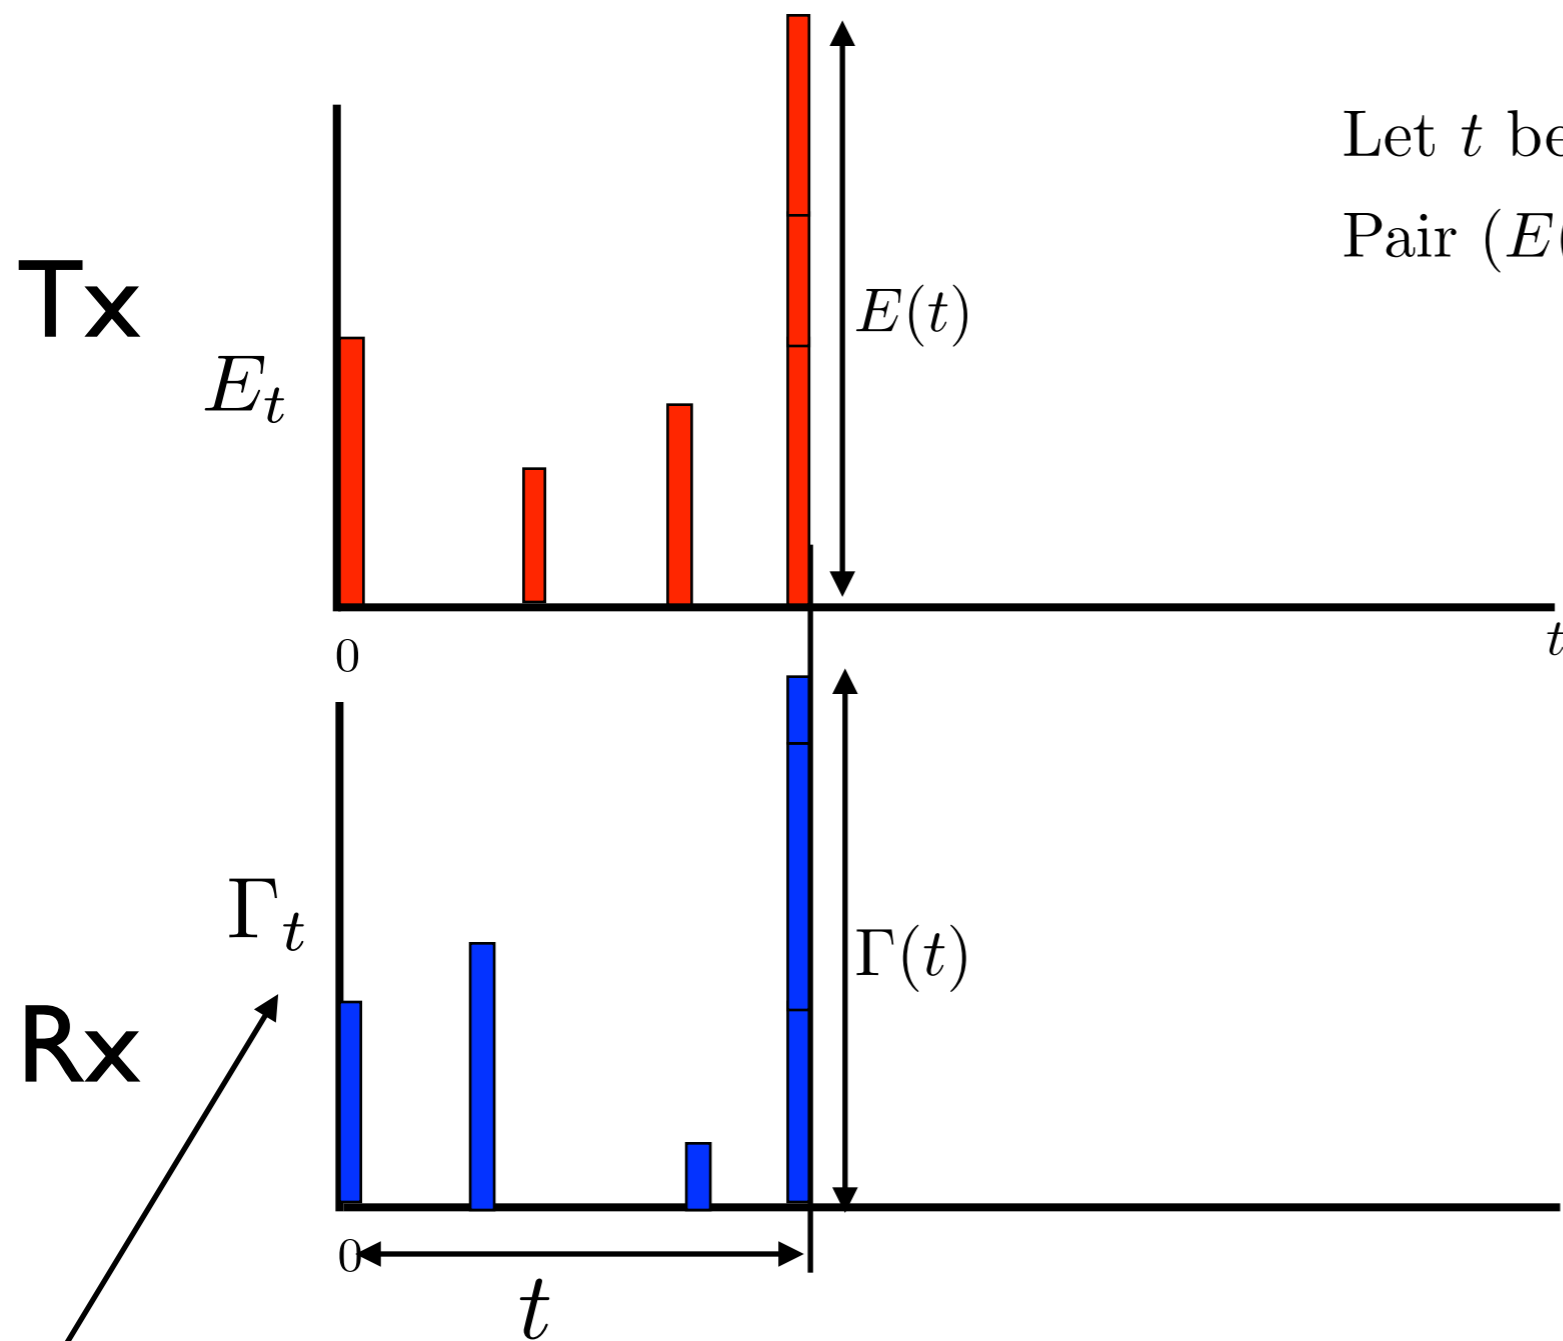 Let t be
Pair (E(
Tx
E(t)
E_t
0
t
Γ_t
Γ(t)
Rx
0
t